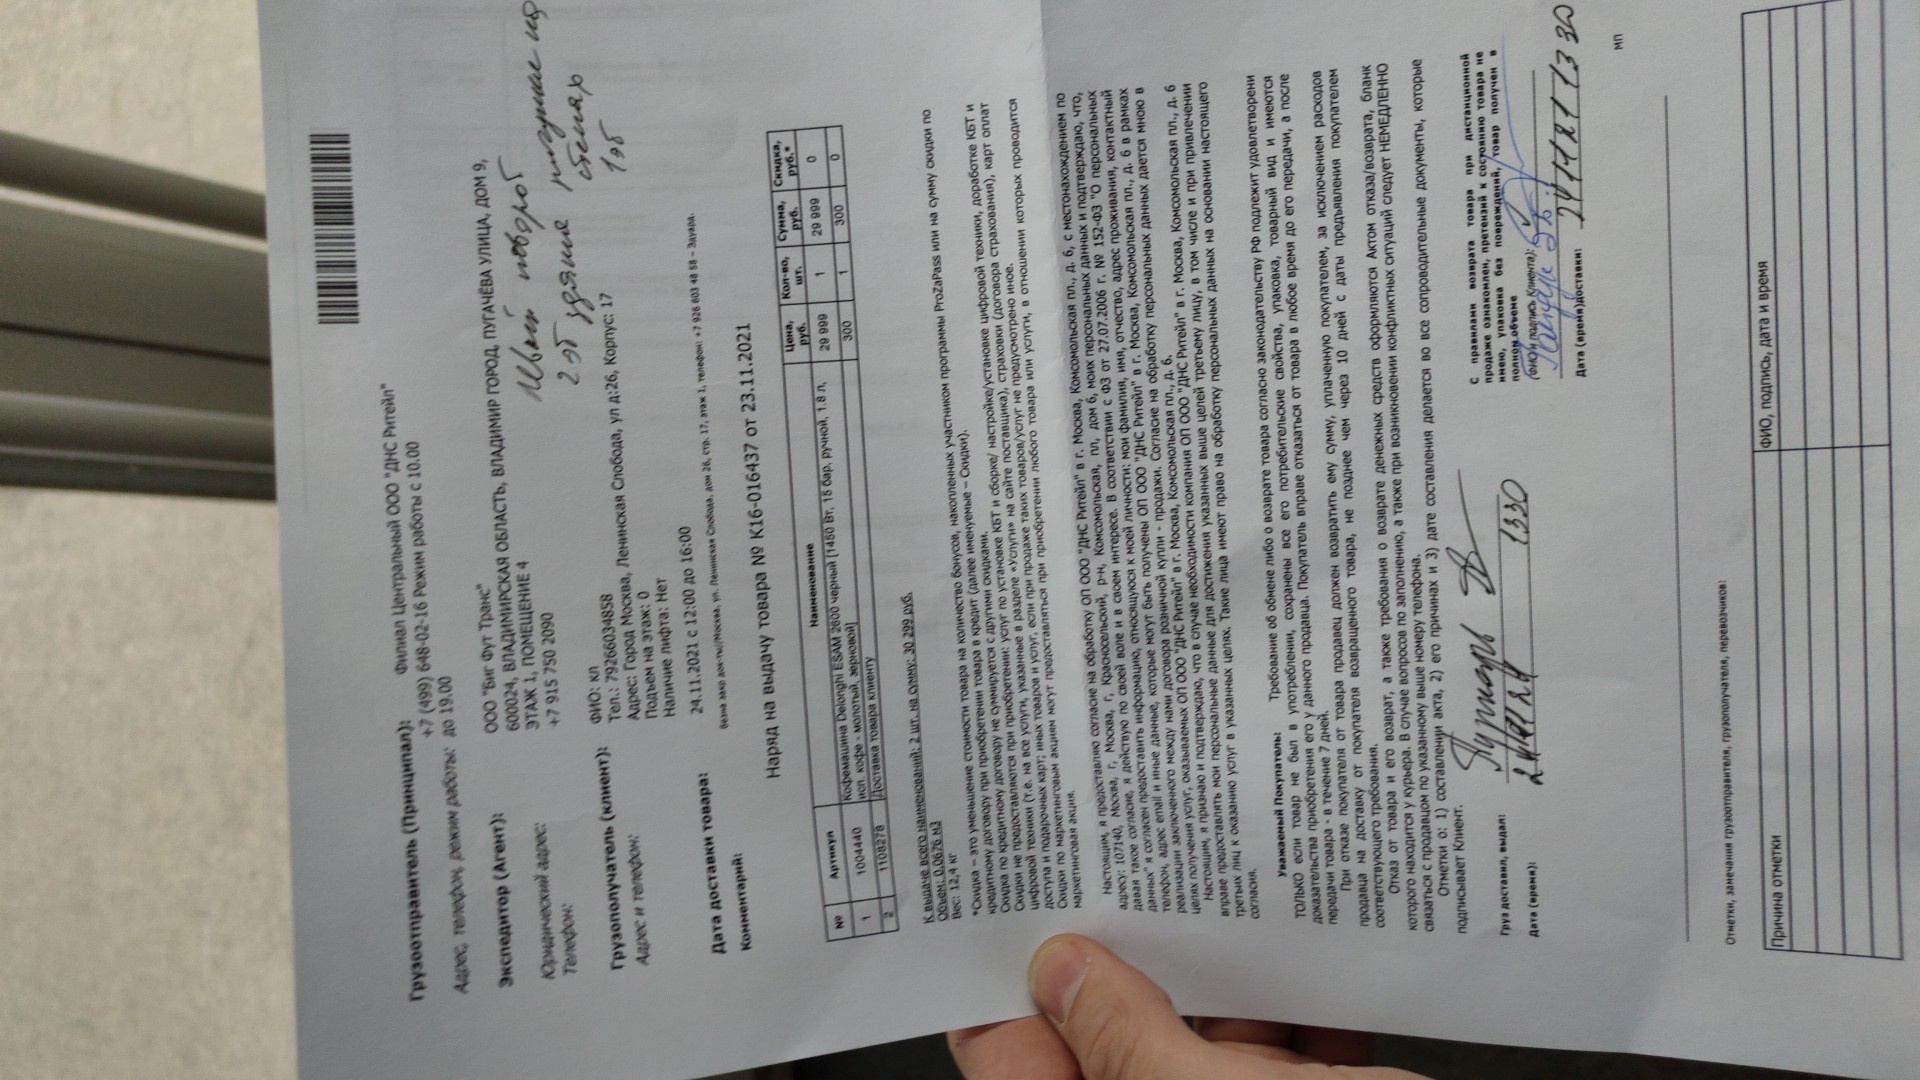 Грузоотправитель (Принципал): Филиал Центральный ООО "ДНС Ритейл"
+7 (499) 648-02-16 Режим работы с 10.00
Адрес, телефон, режим работы: до 19.00
Экспедитор (Агент): ООО "Биг Фут Транс"
600024, ВЛАДИМИРСКАЯ ОБЛАСТЬ, ВЛАДИМИР ГОРОД, ПУГАЧЁВА УЛИЦА, ДОМ 9,
Юридический адрес: ЭТАЖ 1, ПОМЕЩЕНИЕ 4
Телефон: +7 915 750 2090
левый поворот
2 эт здания рисунки на
стенах
1 эт
Грузополучатель (клиент): ФИО: кл
Адрес и телефон: Тел.: 79266034858
Адрес: Город Москва, Ленинская Слобода, ул д:26, Корпус: 17
Подъем на этаж: 0
Наличие лифта: Нет
Дата доставки товара: 24.11.2021 с 12:00 до 16:00
Комментарий: безна закр док-ты//Москва, ул. Ленинская Слобода, дом 26, стр. 17, этаж 1, телефон: +7 926 603 48 58 – Эдуард.
Наряд на выдачу товара № К16-016437 от 23.11.2021
№ Артикул Наименование Цена, руб. Кол-во, шт. Сумма, руб. Скидка, руб.*
1 1004440 Кофемашина Delonghi ESAM 2600 черный [1450 Вт, 15 бар, ручной, 1.8 л, 29 999 1 29 999 0
исп. кофе - молотый, зерновой]
2 1108278 Доставка товара клиенту 300 1 300 0
К выдаче всего наименований: 2 шт. на сумму: 30 299 руб.
Объем: 0,0676 м3
Вес: 12,4 кг
*Скидка – это уменьшение стоимости товара на количество бонусов, накопленных участником программы ProZaPass или на сумму скидки по
кредитному договору при приобретении товара в кредит (далее именуемые – Скидки).
Скидка по кредитному договору не суммируется с другими скидками.
Скидки не предоставляются при приобретении: услуг по установке КБТ и сборке/ настройке/установке цифровой техники, доработке КБТ и
цифровой техники (т.е. на все услуги, указанные в разделе «Услуги» на сайте поставщика), страховки (договора страхования), карт оплат
доступа и подарочных карт; иных товаров и услуг, если при продаже таких товаров/услуг не предусмотрено иное.
Скидки по маркетинговым акциям могут предоставляться при приобретении любого товара или услуги, в отношении которых проводится
маркетинговая акция.
Настоящим, я предоставляю согласие на обработку ОП ООО "ДНС Ритейл" в г. Москва, Комсомольская пл., д. 6, с местонахождением по
адресу: 107140, Москва, г, Москва, г, Красносельский, р-н, Комсомольская, пл, дом 6, моих персональных данных и подтверждаю, что,
давая такое согласие, я действую по своей воле и в своем интересе. В соответствии с ФЗ от 27.07.2006 г. № 152-ФЗ "О персональных
данных" я согласен предоставить информацию, относящуюся к моей личности: мои фамилия, имя, отчество, адрес проживания, контактный
телефон, адрес email и иные данные, которые могут быть получены ОП ООО "ДНС Ритейл" в г. Москва, Комсомольская пл., д. 6 в рамках
реализации заключенного между нами договора розничной купли - продажи. Согласие на обработку персональных данных дается мною в
целях получения услуг, оказываемых ОП ООО "ДНС Ритейл" в г. Москва, Комсомольская пл., д. 6.
Настоящим, я признаю и подтверждаю, что в случае необходимости компания ОП ООО "ДНС Ритейл" в г. Москва, Комсомольская пл., д. 6
вправе предоставлять мои персональные данные для достижения указанных выше целей третьему лицу, в том числе и при привлечении
третьих лиц к оказанию услуг в указанных целях. Такие лица имеют право на обработку персональных данных на основании настоящего
согласия.
Уважаемый Покупатель: Требование об обмене либо о возврате товара согласно законодательству РФ подлежит удовлетворени
ТОЛЬКО если товар не был в употреблении, сохранены все его потребительские свойства, упаковка, товарный вид и имеются
доказательства приобретения его у данного продавца. Покупатель вправе отказаться от товара в любое время до его передачи, а после
передачи товара - в течение 7 дней.
При отказе покупателя от товара продавец должен возвратить ему сумму, уплаченную покупателем, за исключением расходов
продавца на доставку от покупателя возвращенного товара, не позднее чем через 10 дней с даты предъявления покупателем
соответствующего требования.
Отказ от товара и его возврат, а также требования о возврате денежных средств оформляются Актом отказа/возврата, бланк
которого находится у курьера. В случае вопросов по заполнению, а также при возникновении конфликтных ситуаций следует НЕМЕДЛЕННО
связаться с продавцом по указанному выше номеру телефона.
Отметки о: 1) составлении акта, 2) его причинах и 3) дате составления делается во все сопроводительные документы, которые
подписывает Клиент.
Груз доставил, выдал:
Дата (время): 24 11 21 1330
С правилами возврата товара при дистанционной
продаже ознакомлен, претензий к состоянию товара не
имею, упаковка без повреждений, товар получен в
полном объеме
(ФИО и подпись Клиента):
Дата (время)доставки: 24 11 21 13 30
МП
Отметки, замечания грузоотправителя, грузополучателя, перевозчиков:
Причина отметки ФИО, подпись, дата и время